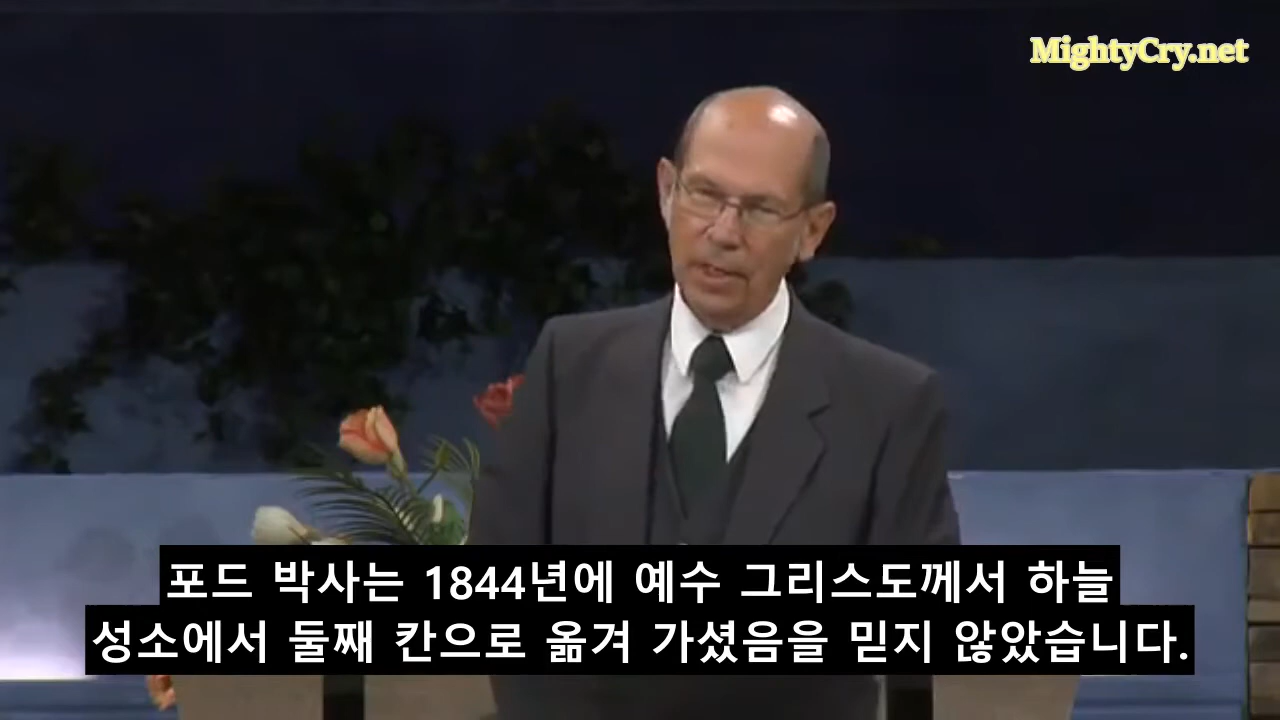 MightyCry.net
포드 박사는 1844년에 예수 그리스도께서 하늘
성소에서 둘째 칸으로 옮겨 가셨음을 믿지 않았습니다.